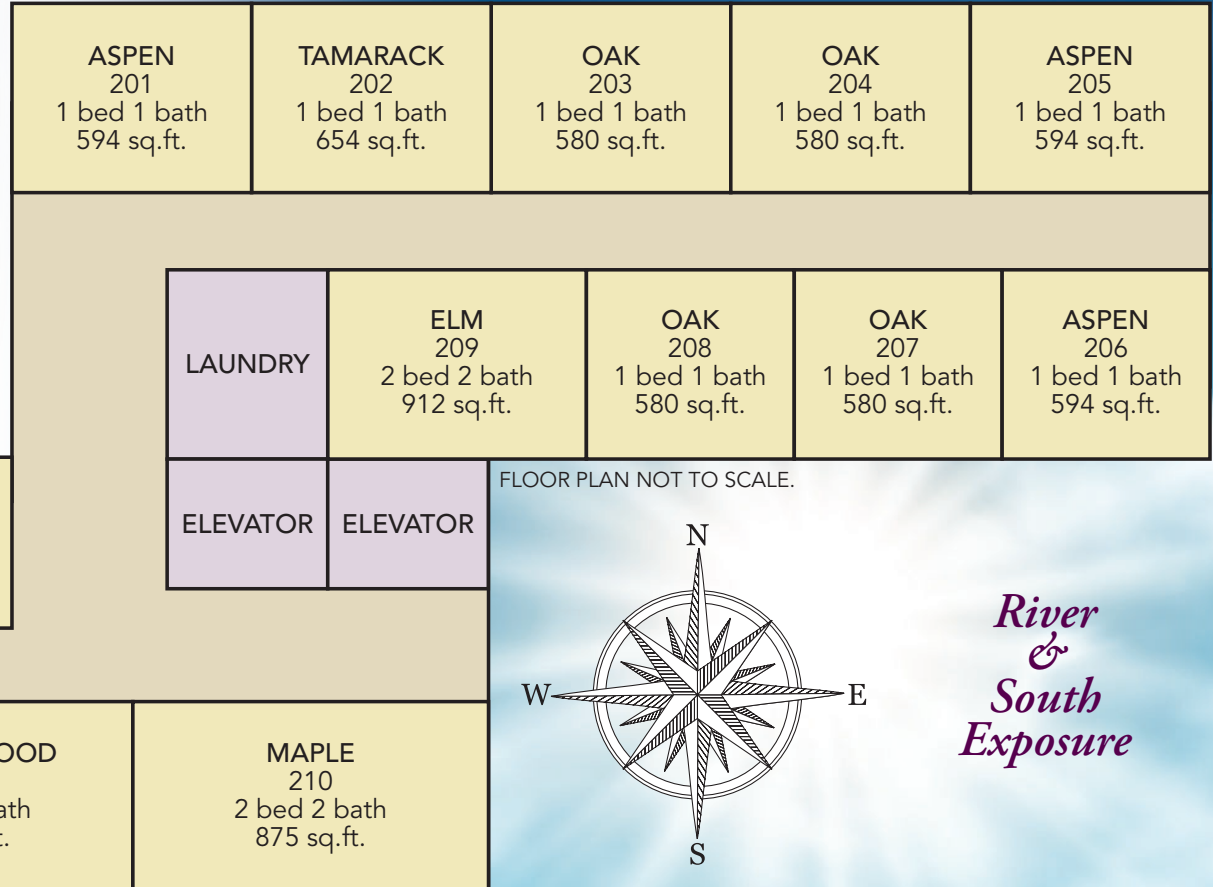 ASPEN
201
1 bed 1 bath
594 sq.ft.
TAMARACK
202
1 bed 1 bath
654 sq.ft.
OAK
203
1 bed 1 bath
580 sq.ft.
OAK
204
1 bed 1 bath
580 sq.ft.
ASPEN
205
1 bed 1 bath
594 sq.ft.
LAUNDRY
ELM
209
2 bed 2 bath
912 sq.ft.
OAK
208
1 bed 1 bath
580 sq.ft.
OAK
207
1 bed 1 bath
580 sq.ft.
ASPEN
206
1 bed 1 bath
594 sq.ft.
ELEVATOR
ELEVATOR
FLOOR PLAN NOT TO SCALE.
N
W
E
S
River
&
South
Exposure
OOD
ath
t.
MAPLE
210
2 bed 2 bath
875 sq.ft.